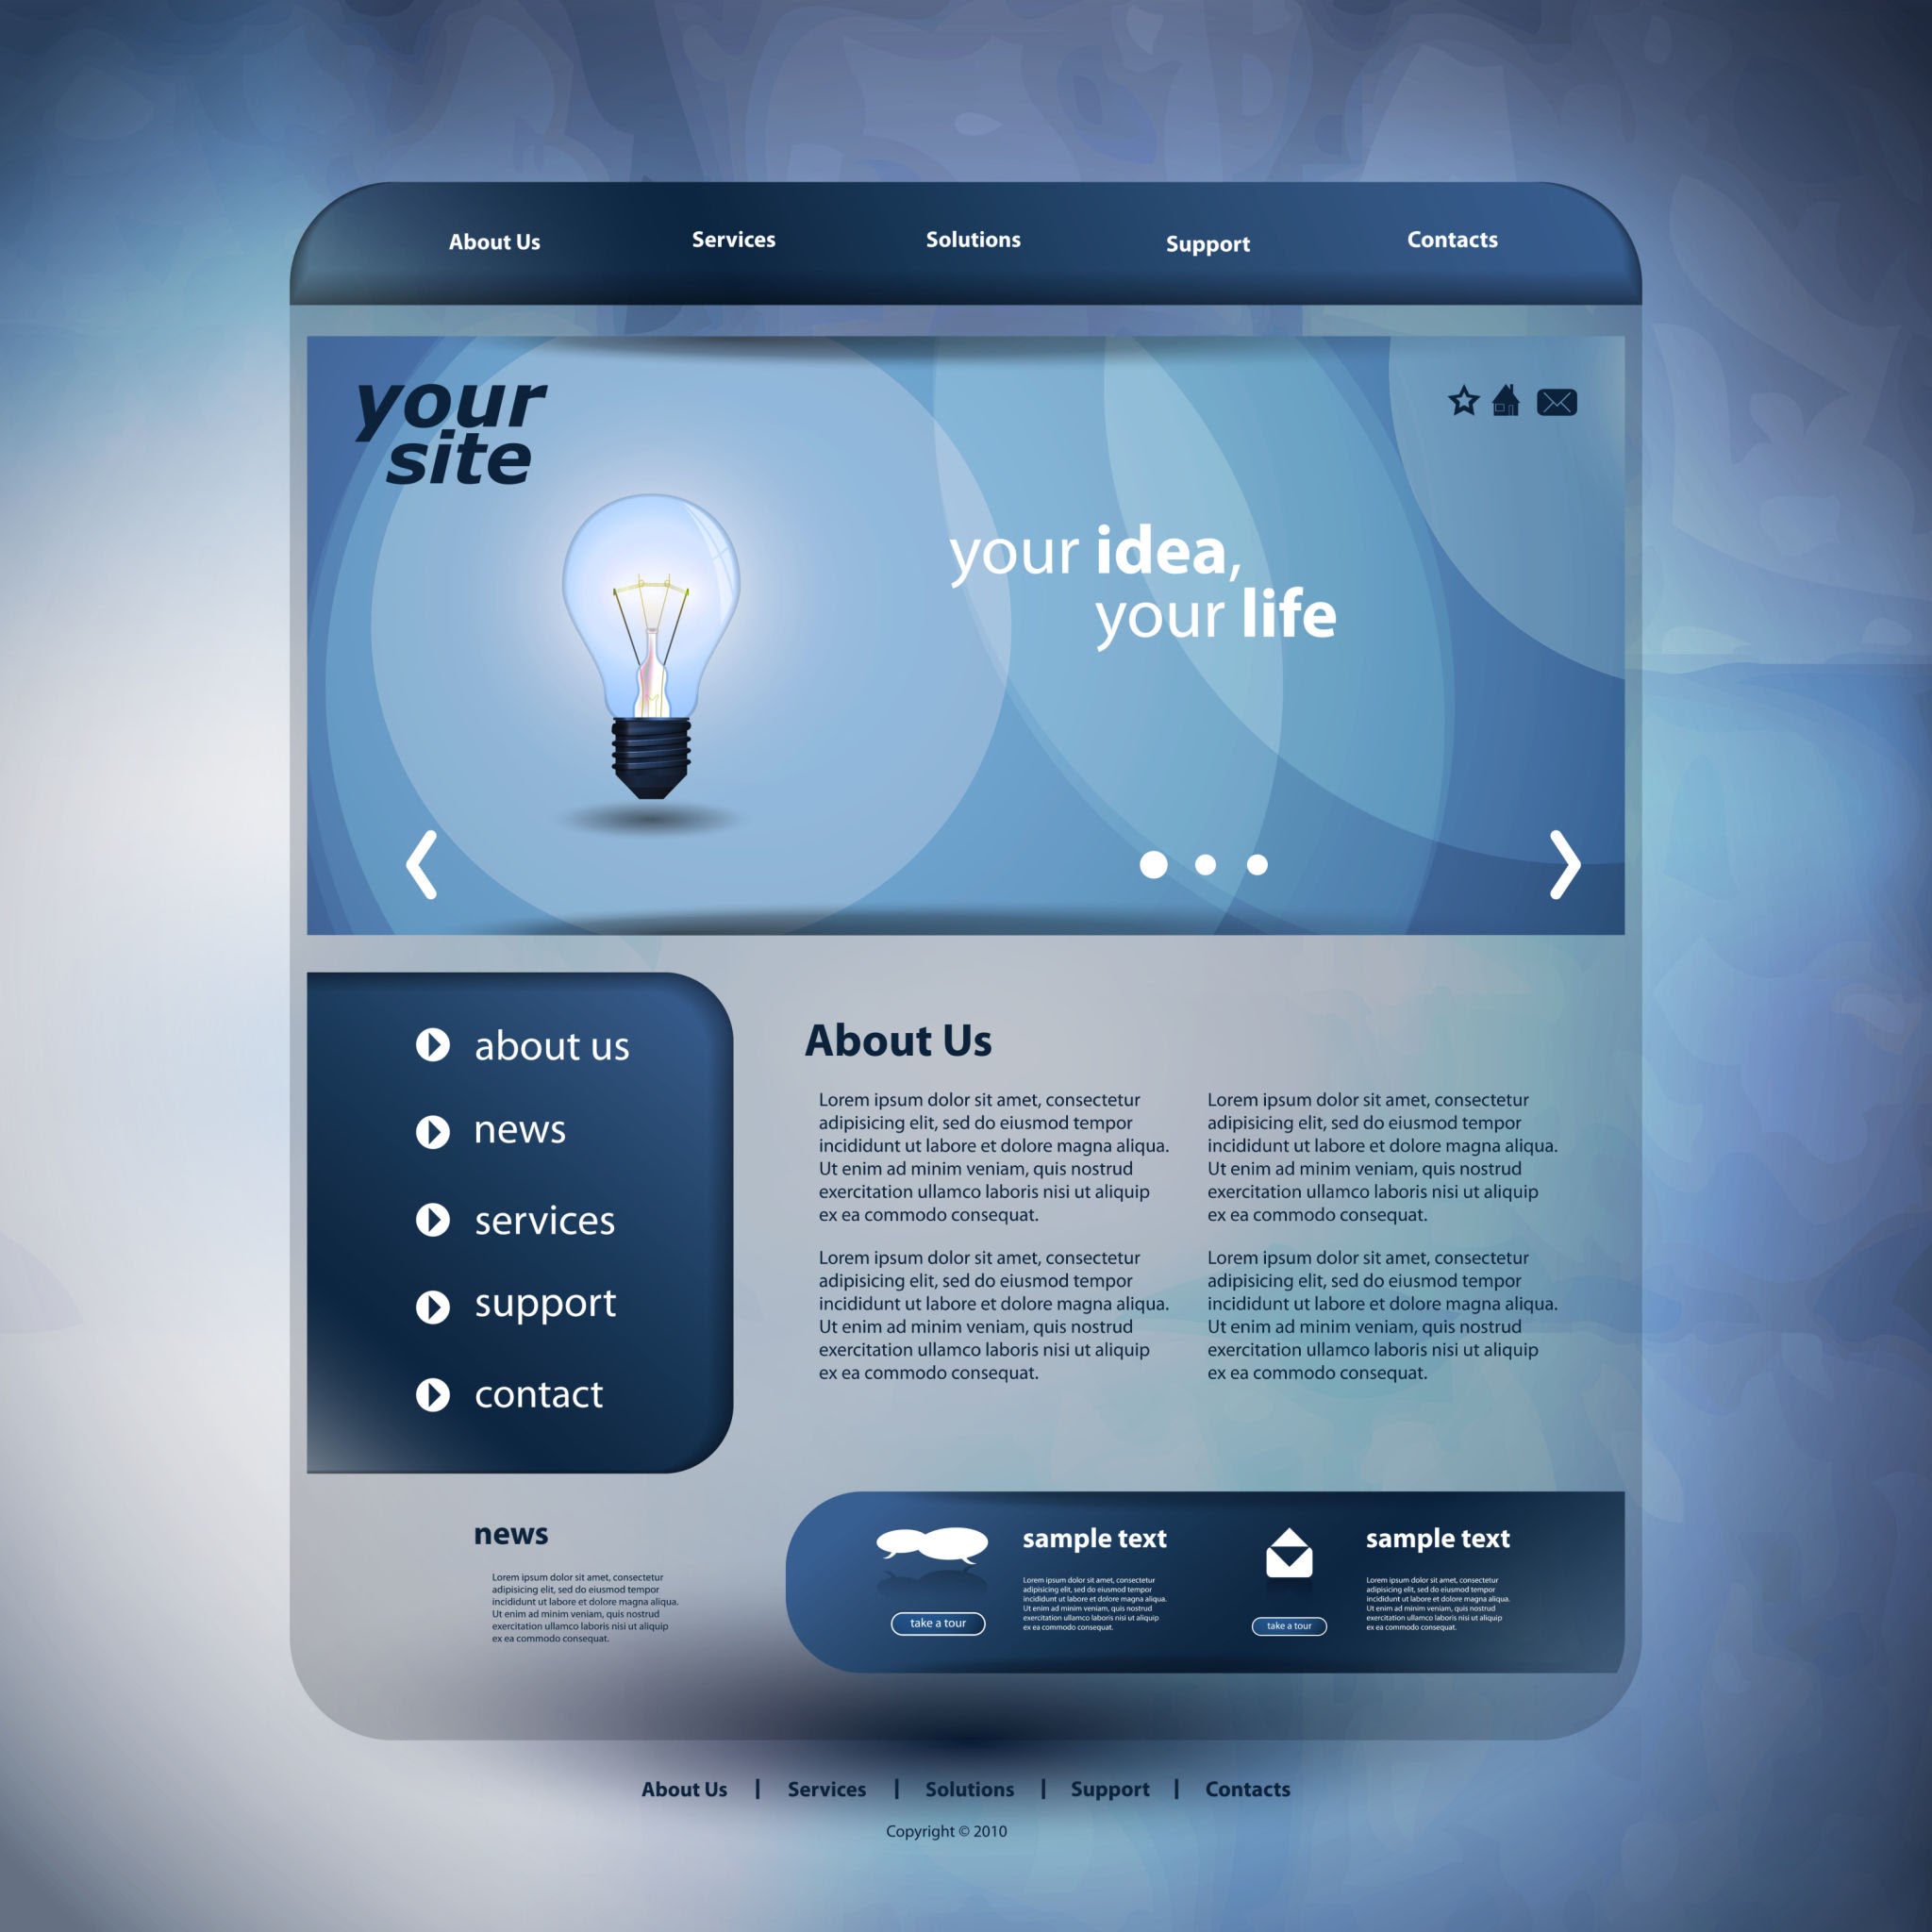 About Us Services Solutions Support Contacts
your
site
your idea,
your life
about us
news
services
support
contact
About Us
Lorem ipsum dolor sit amet, consectetur
adipisicing elit, sed do eiusmod tempor
incididunt ut labore et dolore magna aliqua.
Ut enim ad minim veniam, quis nostrud
exercitation ullamco laboris nisi ut aliquip
ex ea commodo consequat.
Lorem ipsum dolor sit amet, consectetur
adipisicing elit, sed do eiusmod tempor
incididunt ut labore et dolore magna aliqua.
Ut enim ad minim veniam, quis nostrud
exercitation ullamco laboris nisi ut aliquip
ex ea commodo consequat.
Lorem ipsum dolor sit amet, consectetur
adipisicing elit, sed do eiusmod tempor
incididunt ut labore et dolore magna aliqua.
Ut enim ad minim veniam, quis nostrud
exercitation ullamco laboris nisi ut aliquip
ex ea commodo consequat.
Lorem ipsum dolor sit amet, consectetur
adipisicing elit, sed do eiusmod tempor
incididunt ut labore et dolore magna aliqua.
Ut enim ad minim veniam, quis nostrud
exercitation ullamco laboris nisi ut aliquip
ex ea commodo consequat.
news
Lorem ipsum dolor sit amet, consectetur
adipisicing elit, sed do eiusmod tempor
incididunt ut labore et dolore magna aliqua.
Ut enim ad minim veniam, quis nostrud
exercitation ullamco laboris nisi ut aliquip
ex ea commodo consequat.
take a tour
sample text
Lorem ipsum dolor sit amet, consectetur
adipisicing elit, sed do eiusmod tempor
incididunt ut labore et dolore magna aliqua.
Ut enim ad minim veniam, quis nostrud
exercitation ullamco laboris nisi ut aliquip
ex ea commodo consequat.
take a tour
sample text
Lorem ipsum dolor sit amet, consectetur
adipisicing elit, sed do eiusmod tempor
incididunt ut labore et dolore magna aliqua.
Ut enim ad minim veniam, quis nostrud
exercitation ullamco laboris nisi ut aliquip
ex ea commodo consequat.
About Us | Services | Solutions | Support | Contacts
Copyright © 2010